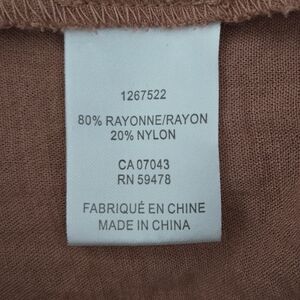 1267522
80% RAYONNE/RAYON
20% NYLON
CA 07043
RN 59478
FABRIQUÉ EN CHINE
MADE IN CHINA